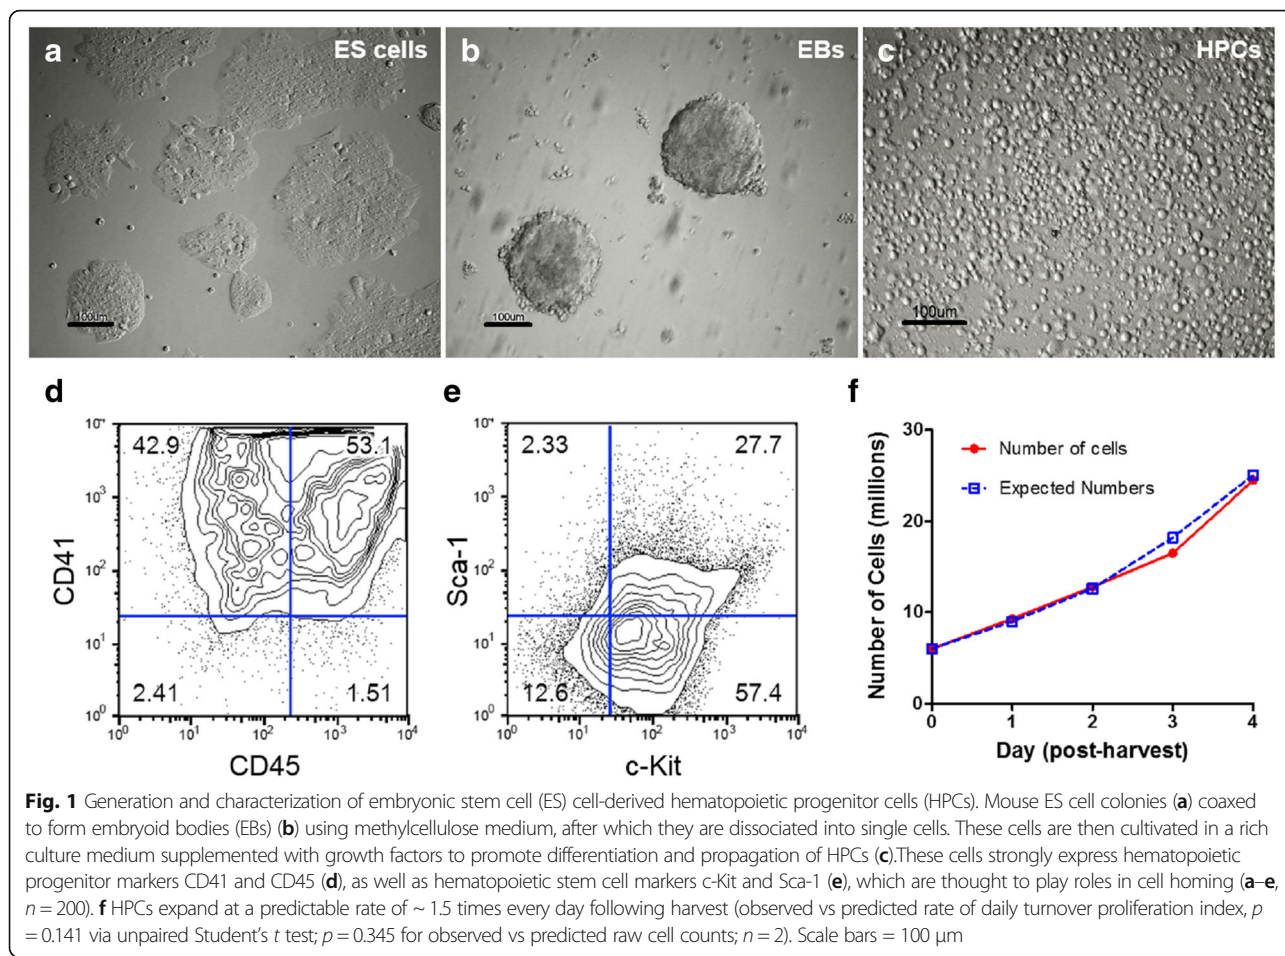 a
ES cells
100um
b
EBs
100um
c
HPCs
100um
d
10⁴
10³
10²
10¹
10⁰
42.9
53.1
2.41
1.51
CD41
10⁰ 10¹ 10² 10³ 10⁴
CD45
e
10⁴
10³
10²
10¹
10⁰
2.33
27.7
12.6
57.4
Sca-1
10⁰ 10¹ 10² 10³ 10⁴
c-Kit
f
30
20
10
0
Number of cells
Expected Numbers
Number of Cells (millions)
0 1 2 3 4
Day (post-harvest)
Fig. 1 Generation and characterization of embryonic stem cell (ES) cell-derived hematopoietic progenitor cells (HPCs). Mouse ES cell colonies (a) coaxed
to form embryoid bodies (EBs) (b) using methylcellulose medium, after which they are dissociated into single cells. These cells are then cultivated in a rich
culture medium supplemented with growth factors to promote differentiation and propagation of HPCs (c).These cells strongly express hematopoietic
progenitor markers CD41 and CD45 (d), as well as hematopoietic stem cell markers c-Kit and Sca-1 (e), which are thought to play roles in cell homing (a–e,
n = 200). f HPCs expand at a predictable rate of ~ 1.5 times every day following harvest (observed vs predicted rate of daily turnover proliferation index, p
= 0.141 via unpaired Student's t test; p = 0.345 for observed vs predicted raw cell counts; n = 2). Scale bars = 100 μm